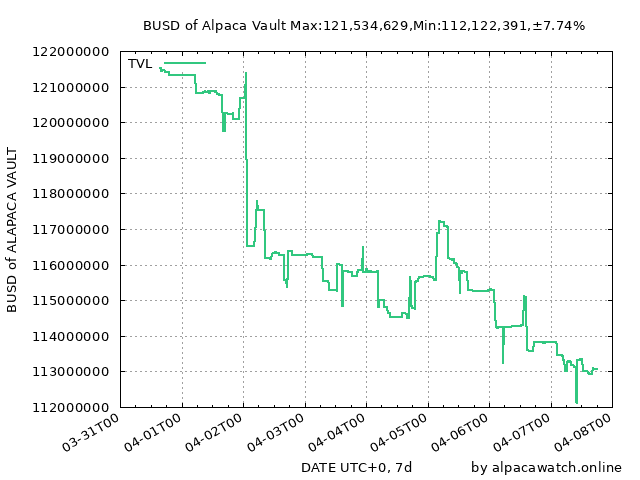 BUSD of Alpaca Vault Max:121,534,629,Min:112,122,391,±7.74%
122000000
TVL
121000000
120000000
119000000
118000000
117000000
116000000
115000000
114000000
113000000
112000000
BUSD of ALAPACA VAULT
03-31T00
04-01T00
04-02T00
04-03T00
04-04T00
04-05T00
04-06T00
04-07T00
04-08T00
DATE UTC+0, 7d
by alpacawatch.online